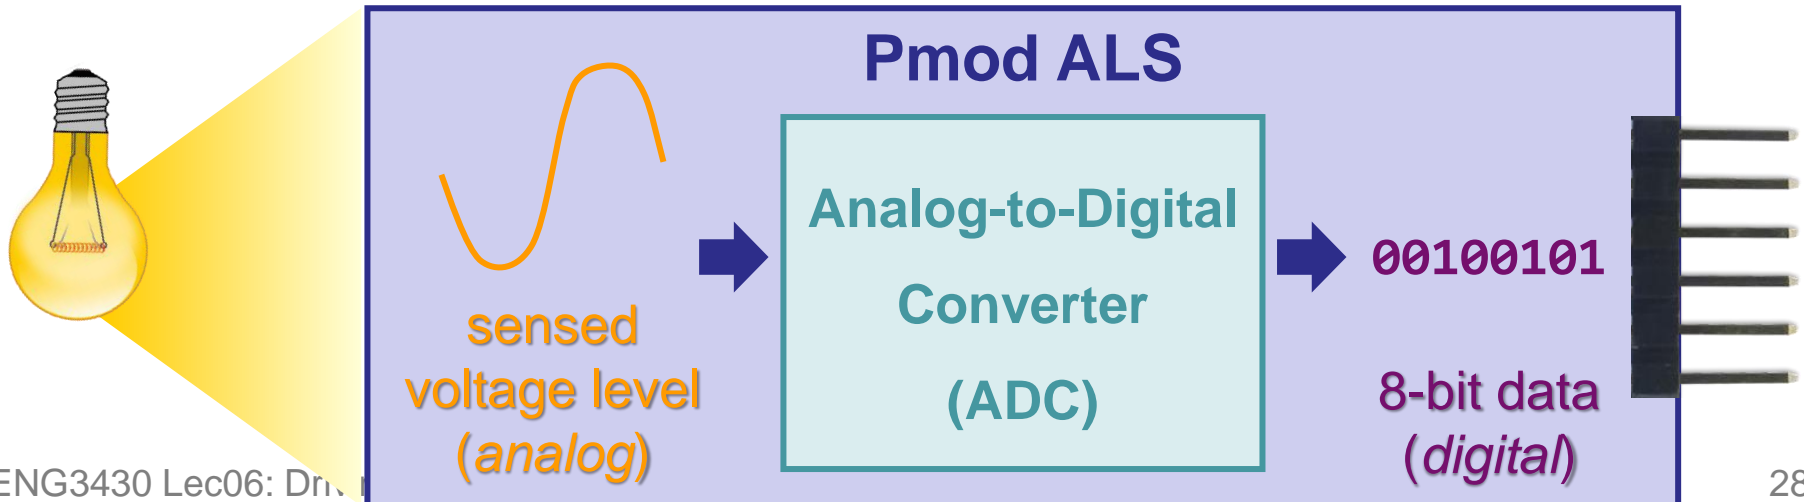 Pmod ALS
sensed
voltage level
(analog)
Analog-to-Digital
Converter
(ADC)
00100101
8-bit data
(digital)
ENG3430 Lec06:
28